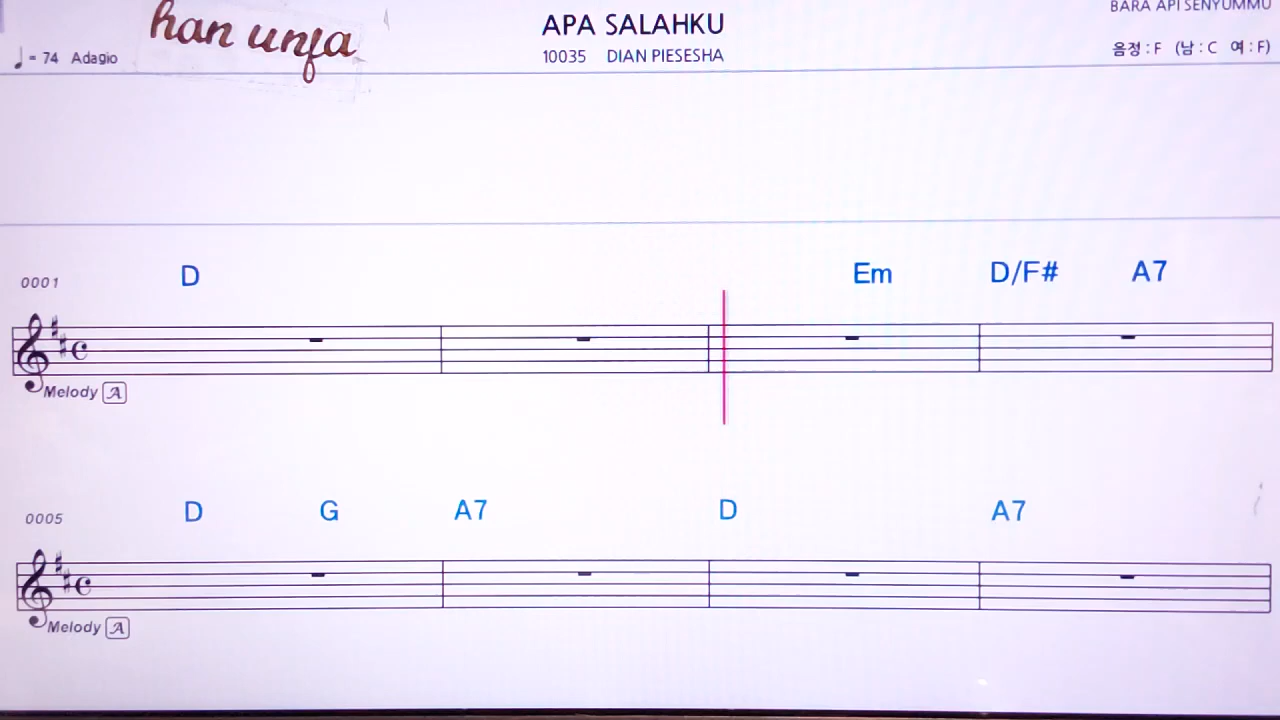 han unfa
APA SALAHKU
BARA API SENYUMMU
♩= 74 Adagio
10035 DIAN PIESESHA
음정 : F (남 : C 여 : F)
0001 D Em D/F# A7
Melody A
0005 D G A7 D A7
Melody A